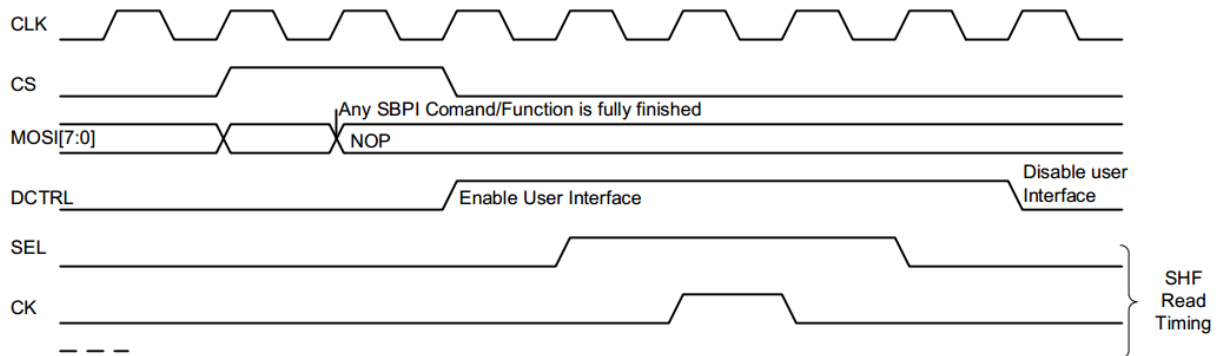 CLK
CS
Any SBPI Comand/Function is fully finished
MOSI[7:0]
NOP
DCTRL
Enable User Interface
Disable user
Interface
SEL
CK
SHF
Read
Timing